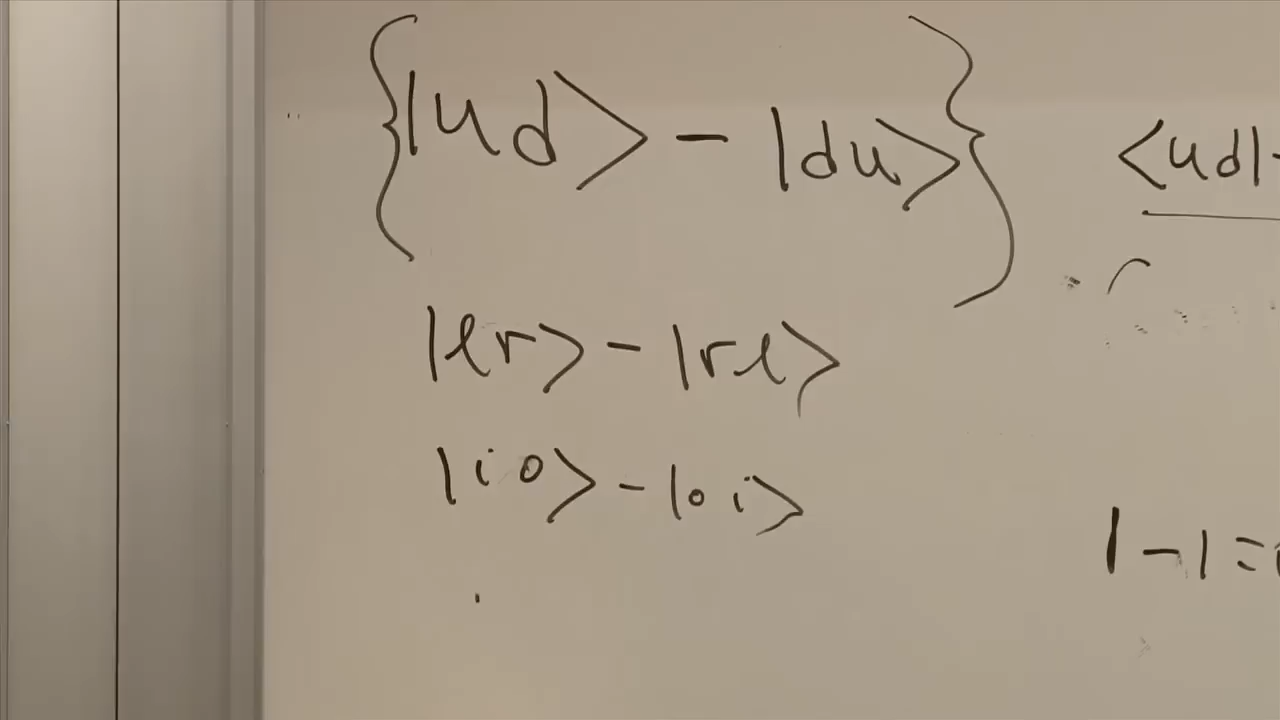 {|ud> - |du>}
<ud|-
|lr> - |rl>
|io> - |oi>
1 - 1 =